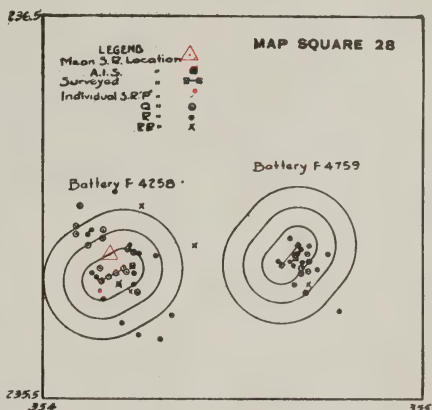 236.5
MAP SQUARE 28
LEGEND
Mean S.R. Location
A.I.S. "
Surveyed "
Individual S.R.P "
Q "
R "
RR "
Battery F 4258
Battery F 4759
235.5
354
355